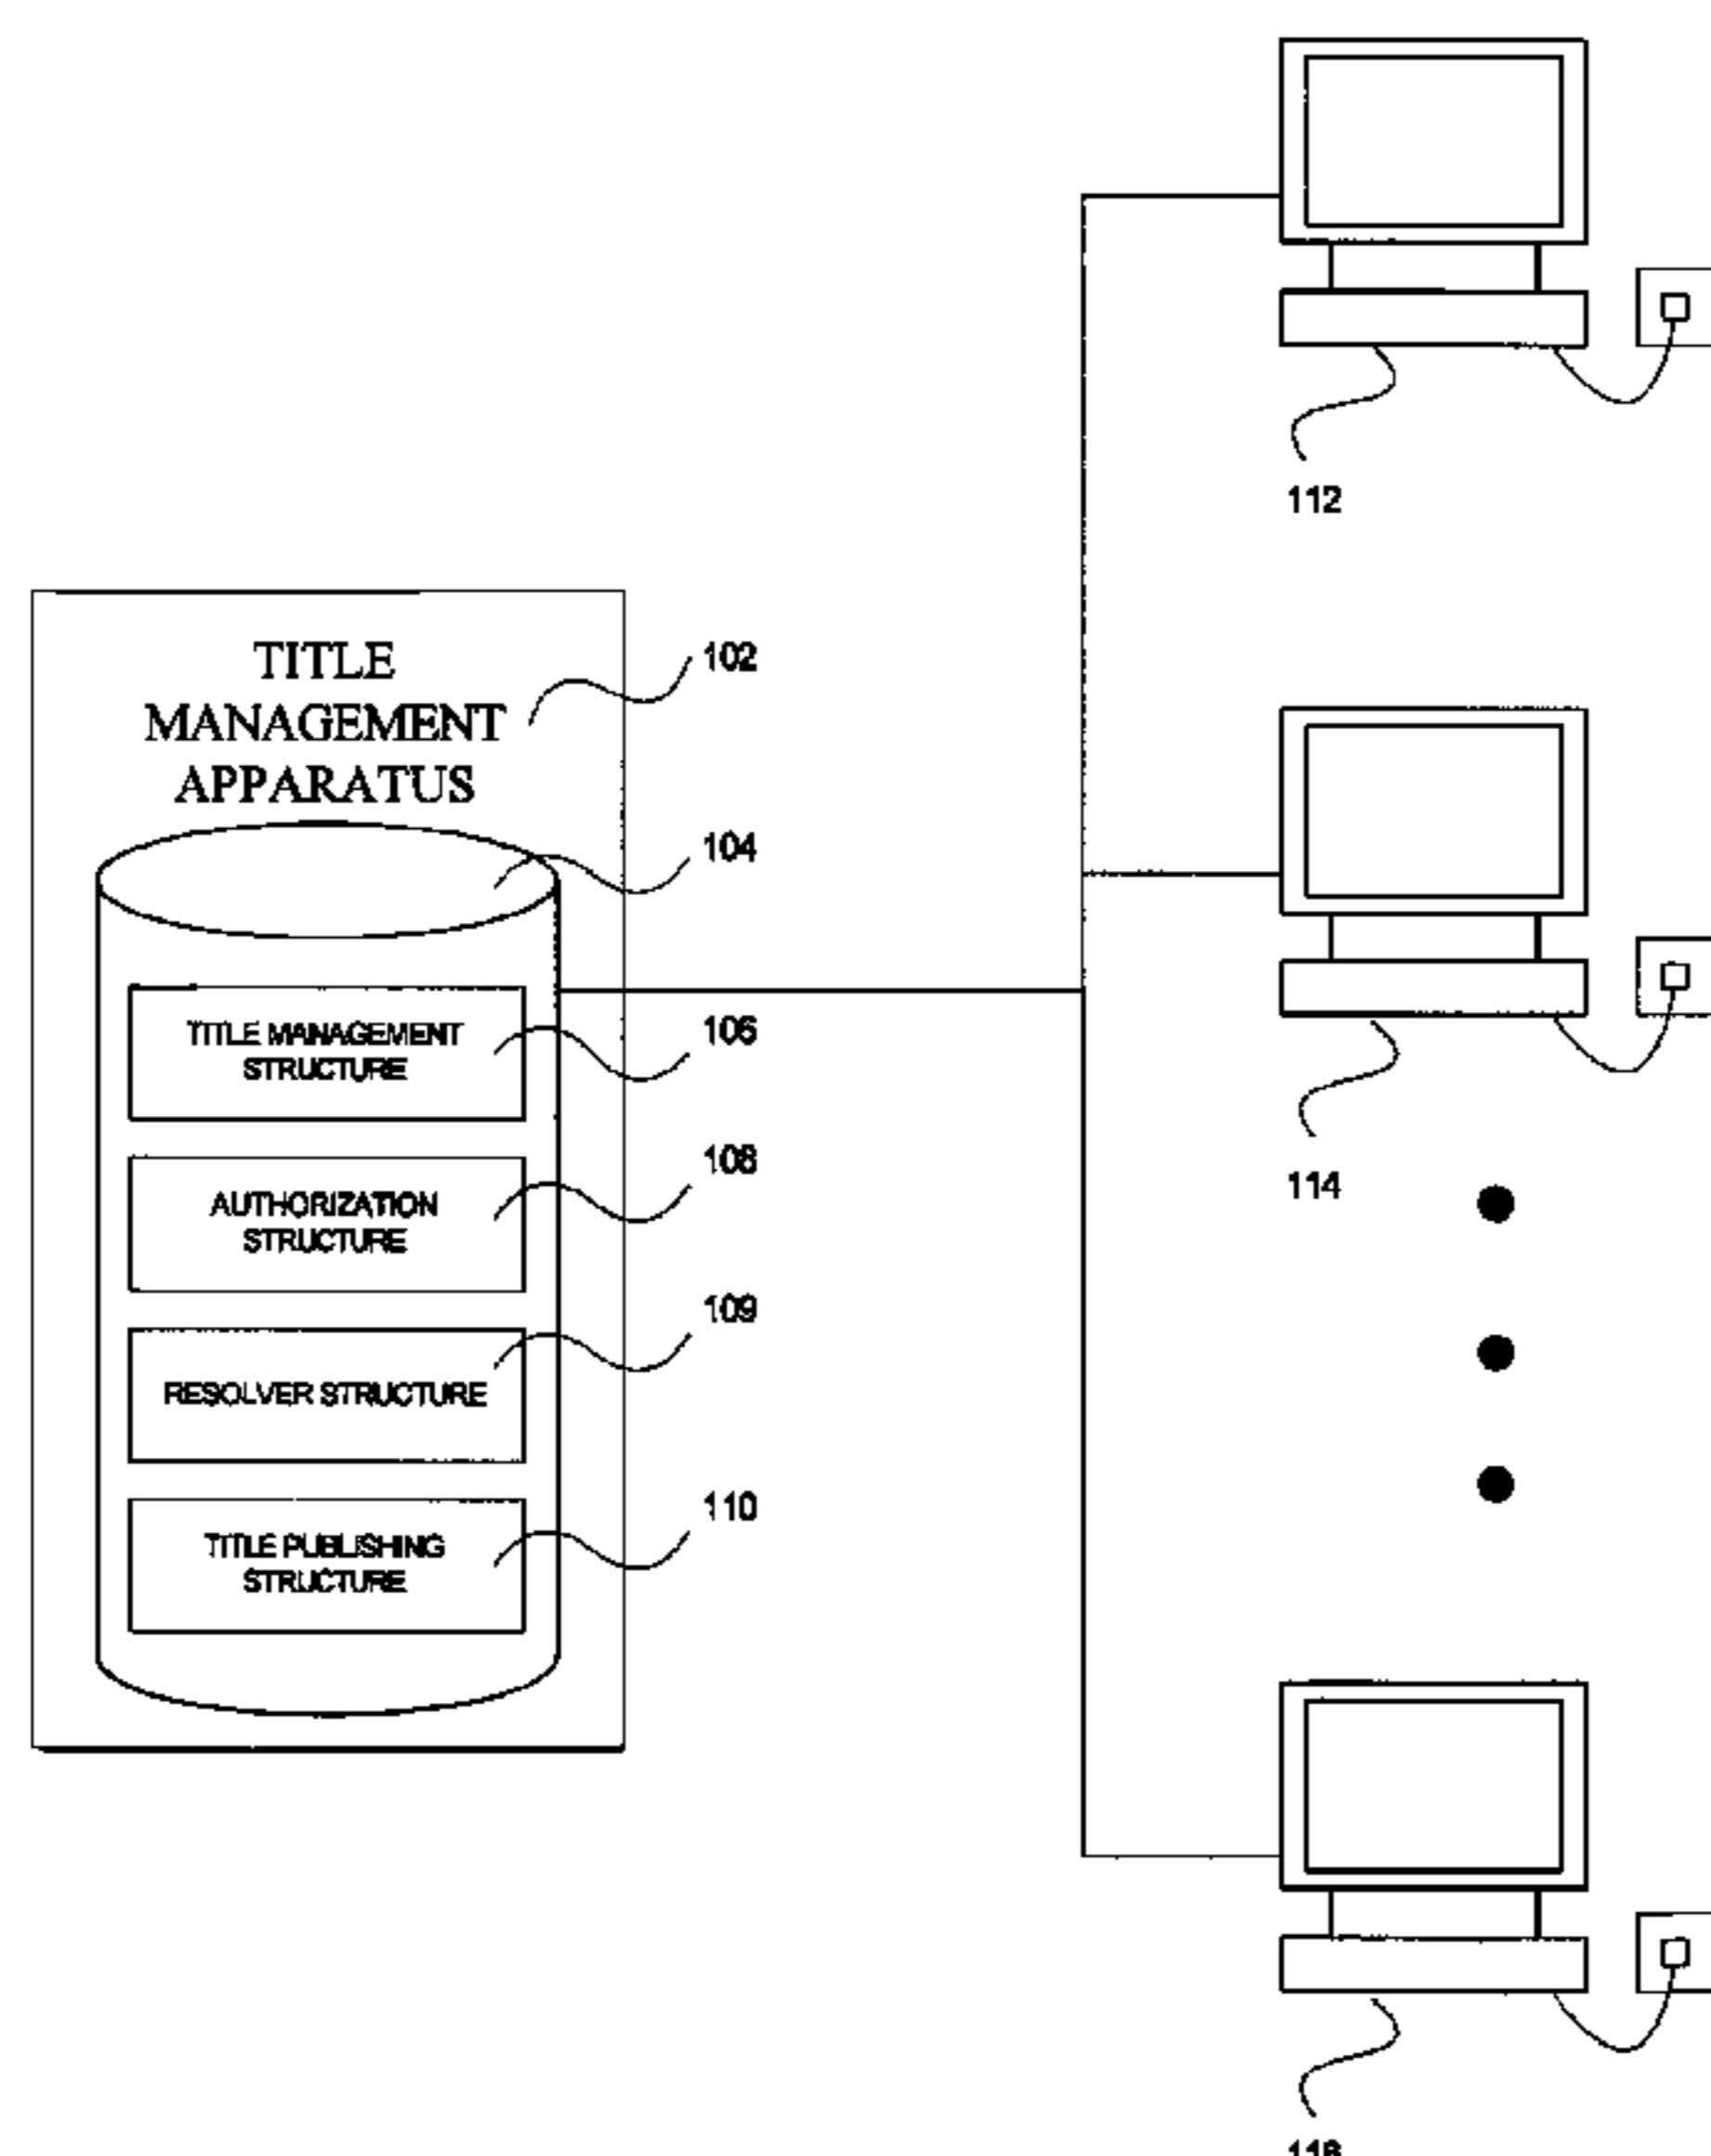 112
TITLE
MANAGEMENT
APPARATUS
102
104
TITLE MANAGEMENT
STRUCTURE
106
AUTHORIZATION
STRUCTURE
108
RESOLVER STRUCTURE
109
TITLE PUBLISHING
STRUCTURE
110
114